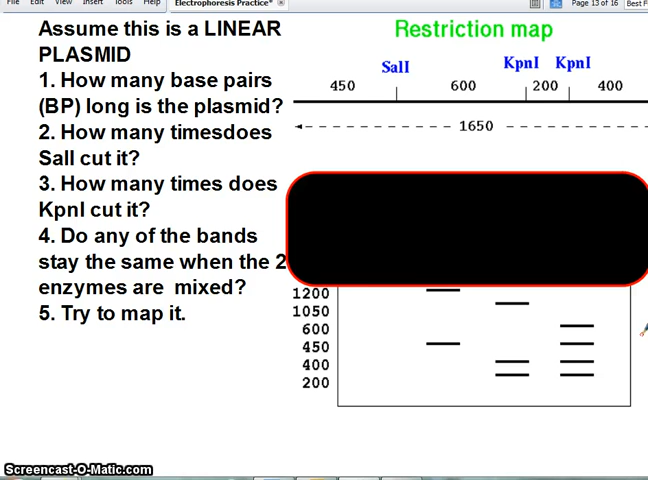 File Edit View Insert Tools Help Electrophoresis Practice* Page 13 of 16 Best F
Assume this is a LINEAR
PLASMID
1. How many base pairs
(BP) long is the plasmid?
2. How many timesdoes
SalI cut it?
3. How many times does
KpnI cut it?
4. Do any of the bands
stay the same when the 2
enzymes are mixed?
5. Try to map it.
Restriction map
SalI KpnI KpnI
450 600 200 400
1650
1200
1050
600
450
400
200
Screencast-O-Matic.com